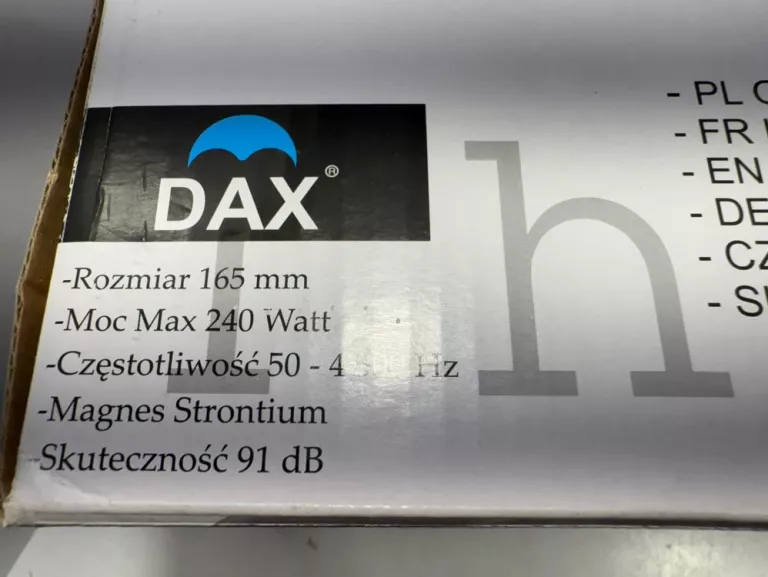 DAX®
-Rozmiar 165 mm
-Moc Max 240 Watt
-Częstotliwość 50 - Hz
-Magnes Strontium
-Skuteczność 91 dB
h
- PL
- FR
- EN
- DE
- CZ